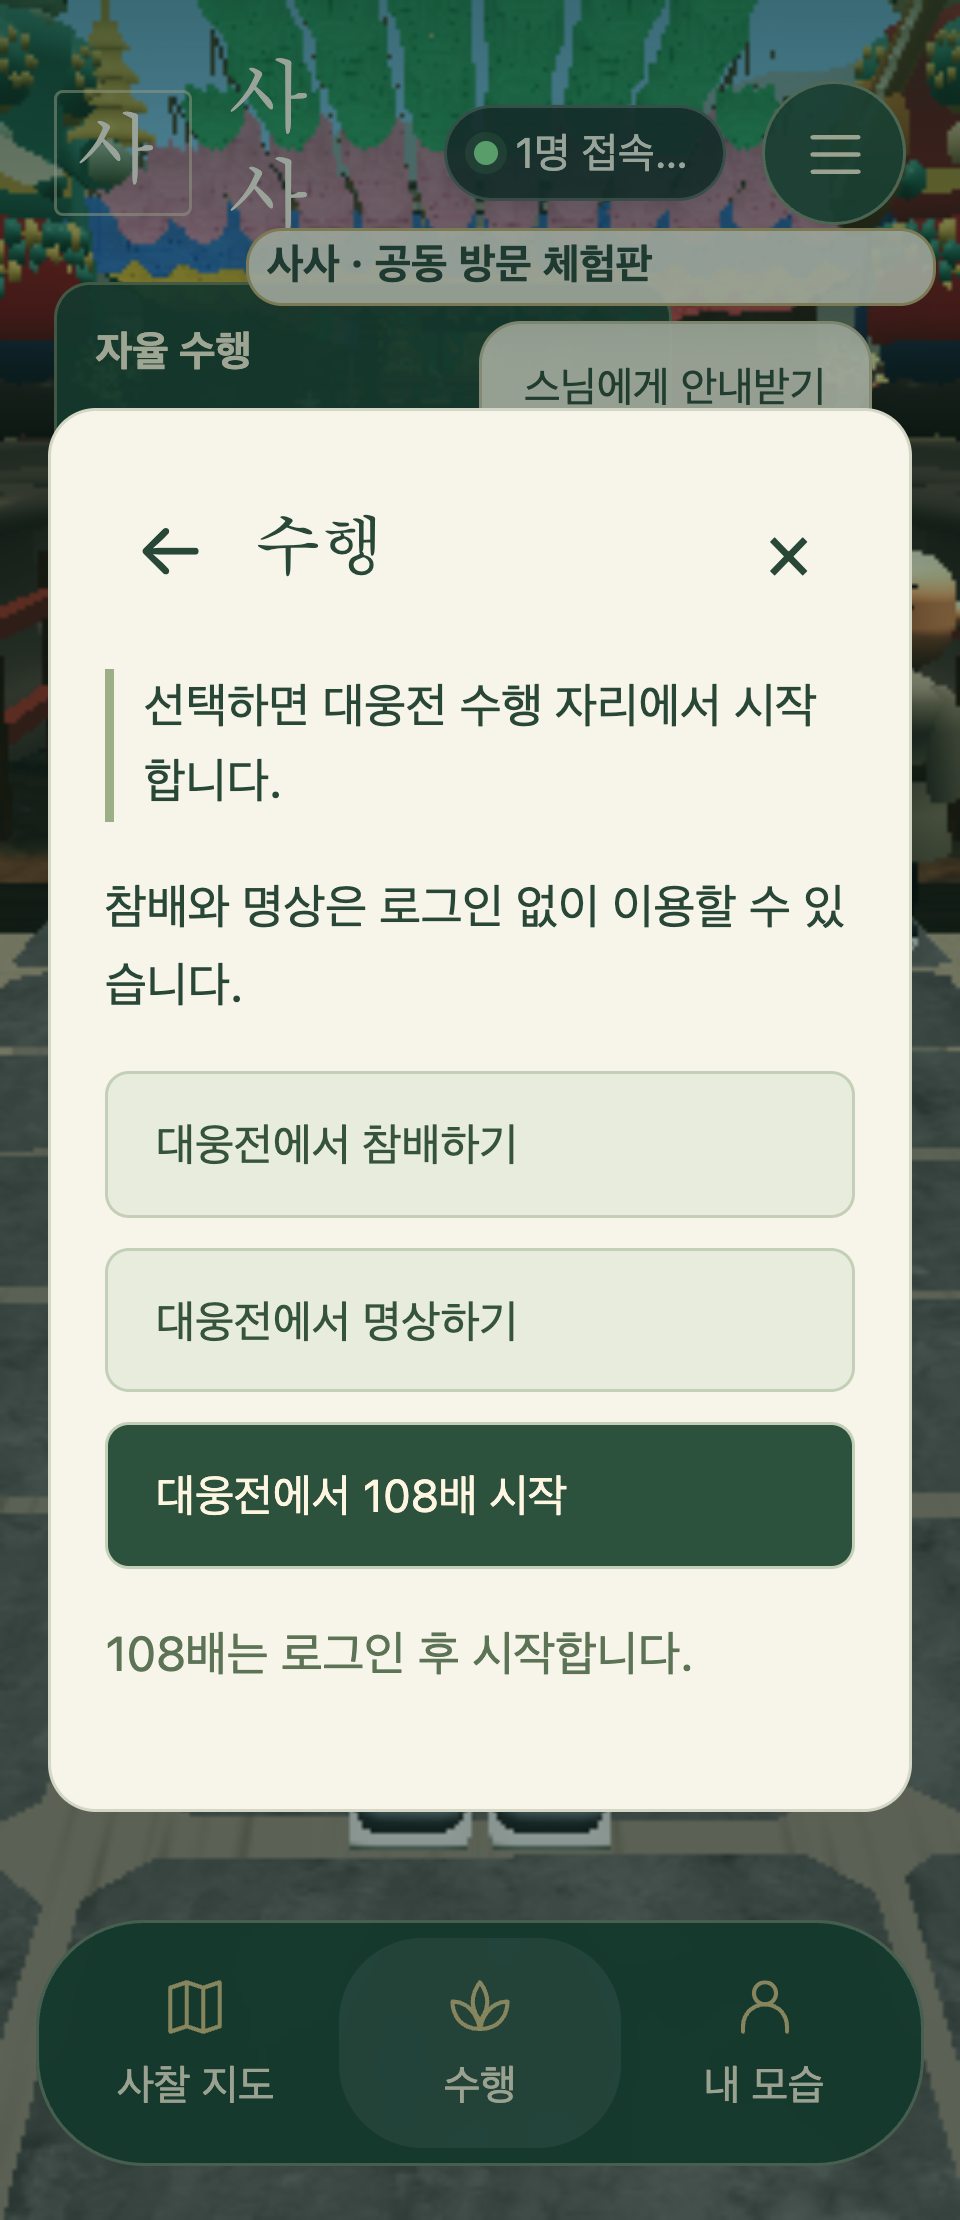 사
사
사
1명 접속...
사사 · 공동 방문 체험판
자율 수행
스님에게 안내받기
수행
선택하면 대웅전 수행 자리에서 시작
합니다.
참배와 명상은 로그인 없이 이용할 수 있
습니다.
대웅전에서 참배하기
대웅전에서 명상하기
대웅전에서 108배 시작
108배는 로그인 후 시작합니다.
사찰 지도
수행
내 모습